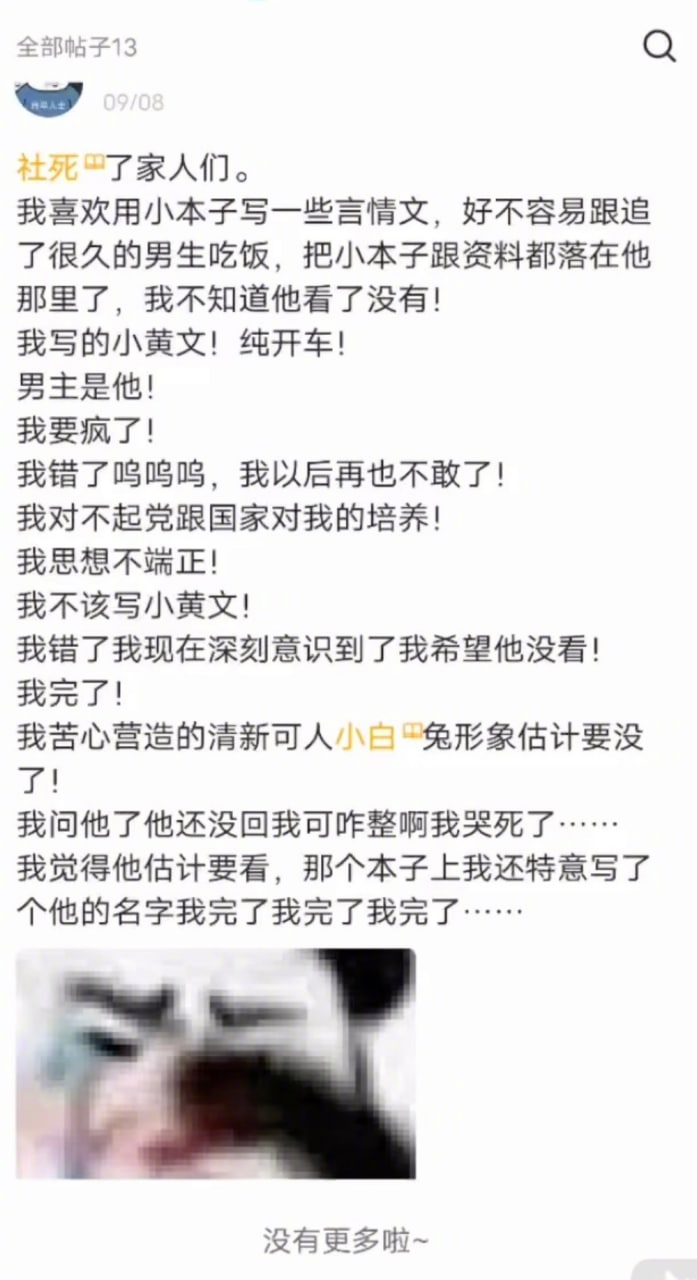 全部帖子13
09/08
社死了家人们。
我喜欢用小本子写一些言情文，好不容易跟追
了很久的男生吃饭，把小本子跟资料都落在他
那里了，我不知道他看了没有！
我写的小黄文！纯开车！
男主是他！
我要疯了！
我错了呜呜呜，我以后再也不敢了！
我对不起党跟国家对我的培养！
我思想不端正！
我不该写小黄文！
我错了我现在深刻意识到了我希望他没看！
我完了！
我苦心营造的清新可人小白兔形象估计要没
了！
我问他了他还没回我可咋整啊我哭死了……
我觉得他估计要看，那个本子上我还特意写了
个他的名字我完了我完了我完了……
没有更多啦~